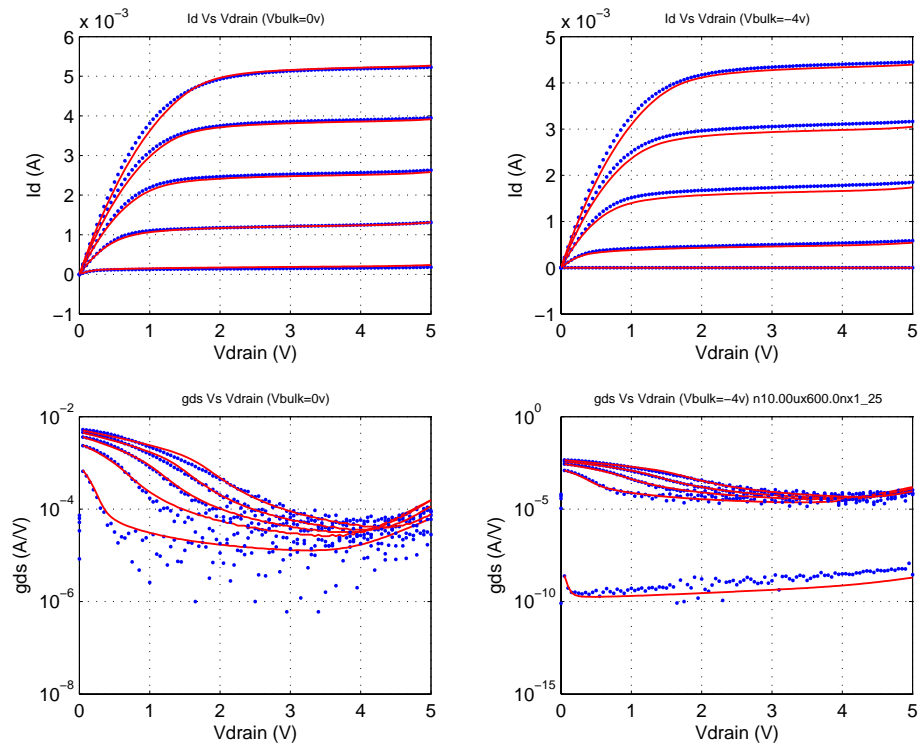 x 10⁻³
Id Vs Vdrain (Vbulk=0v)
6
5
4
3
2
1
0
−1
Id (A)
0 1 2 3 4 5
Vdrain (V)
x 10⁻³
Id Vs Vdrain (Vbulk=−4v)
5
4
3
2
1
0
−1
Id (A)
0 1 2 3 4 5
Vdrain (V)
gds Vs Vdrain (Vbulk=0v)
10⁻²
10⁻⁴
10⁻⁶
10⁻⁸
gds (A/V)
0 1 2 3 4 5
Vdrain (V)
gds Vs Vdrain (Vbulk=−4v) n10.00ux600.0nx1_25
10⁰
10⁻⁵
10⁻¹⁰
10⁻¹⁵
gds (A/V)
0 1 2 3 4 5
Vdrain (V)